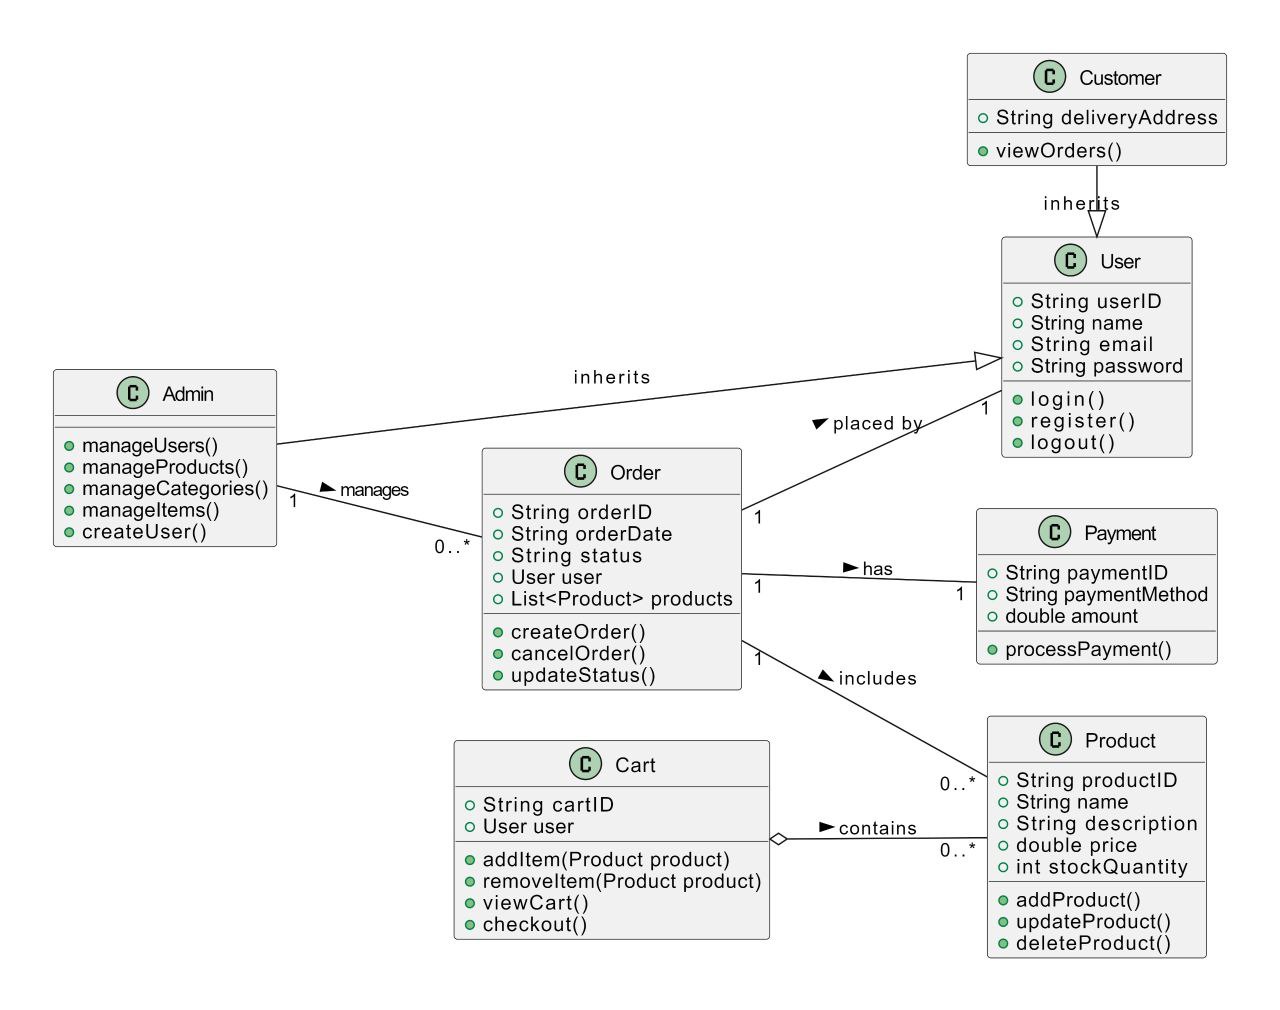 C Customer
String deliveryAddress
viewOrders()
inherits
C User
String userID
String name
String email
String password
login()
register()
logout()
inherits
placed by
1
1
C Admin
manageUsers()
manageProducts()
manageCategories()
manageItems()
createUser()
manages
1
0..*
C Order
String orderID
String orderDate
String status
User user
List<Product> products
createOrder()
cancelOrder()
updateStatus()
has
1
1
C Payment
String paymentID
String paymentMethod
double amount
processPayment()
includes
1
0..*
C Cart
String cartID
User user
addItem(Product product)
removeItem(Product product)
viewCart()
checkout()
contains
0..*
C Product
String productID
String name
String description
double price
int stockQuantity
addProduct()
updateProduct()
deleteProduct()